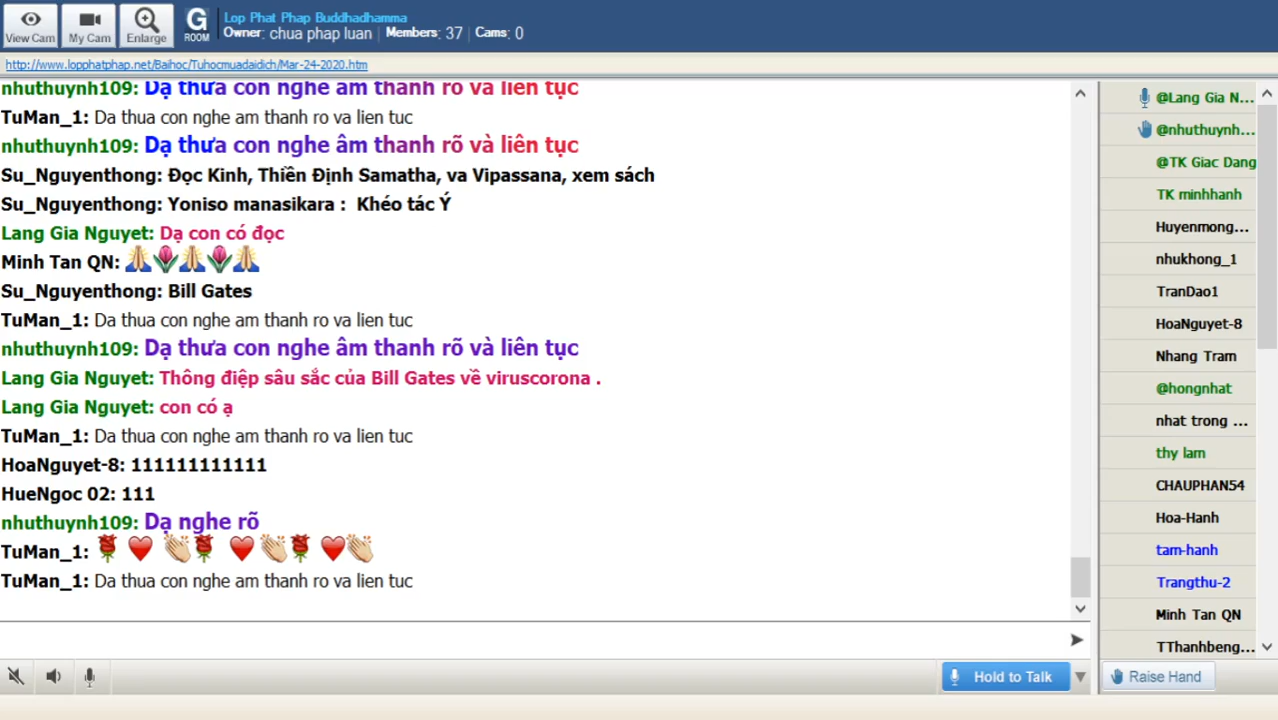 Lop Phat Phap Buddhadhamma
Owner: chua phap luan Members: 37 Cams: 0
View Cam
My Cam
Enlarge
G
ROOM
http://www.lopphatphap.net/Baihoc/Tuhocmuadaidich/Mar-24-2020.htm
nhuthuynh109: Dạ thưa con nghe âm thanh rõ và liên tục
TuMan_1: Da thua con nghe am thanh ro va lien tuc
nhuthuynh109: Dạ thưa con nghe âm thanh rõ và liên tục
Su_Nguyenthong: Đọc Kinh, Thiền Định Samatha, va Vipassana, xem sách
Su_Nguyenthong: Yoniso manasikara : Khéo tác Ý
Lang Gia Nguyet: Dạ con có đọc
Minh Tan QN: 🙏🌷🙏🌷🙏
Su_Nguyenthong: Bill Gates
TuMan_1: Da thua con nghe am thanh ro va lien tuc
nhuthuynh109: Dạ thưa con nghe âm thanh rõ và liên tục
Lang Gia Nguyet: Thông điệp sâu sắc của Bill Gates về viruscorona .
Lang Gia Nguyet: con có ạ
TuMan_1: Da thua con nghe am thanh ro va lien tuc
HoaNguyet-8: 111111111111
HueNgoc 02: 111
nhuthuynh109: Dạ nghe rõ
TuMan_1: 🌹❤️👏🌹❤️👏🌹❤️👏
TuMan_1: Da thua con nghe am thanh ro va lien tuc
@Lang Gia N...
@nhuthuynh...
@TK Giac Dang
TK minhhanh
Huyenmong...
nhukhong_1
TranDao1
HoaNguyet-8
Nhang Tram
@hongnhat
nhat trong ...
thy lam
CHAUPHAN54
Hoa-Hanh
tam-hanh
Trangthu-2
Minh Tan QN
TThanhbeng...
Hold to Talk
Raise Hand